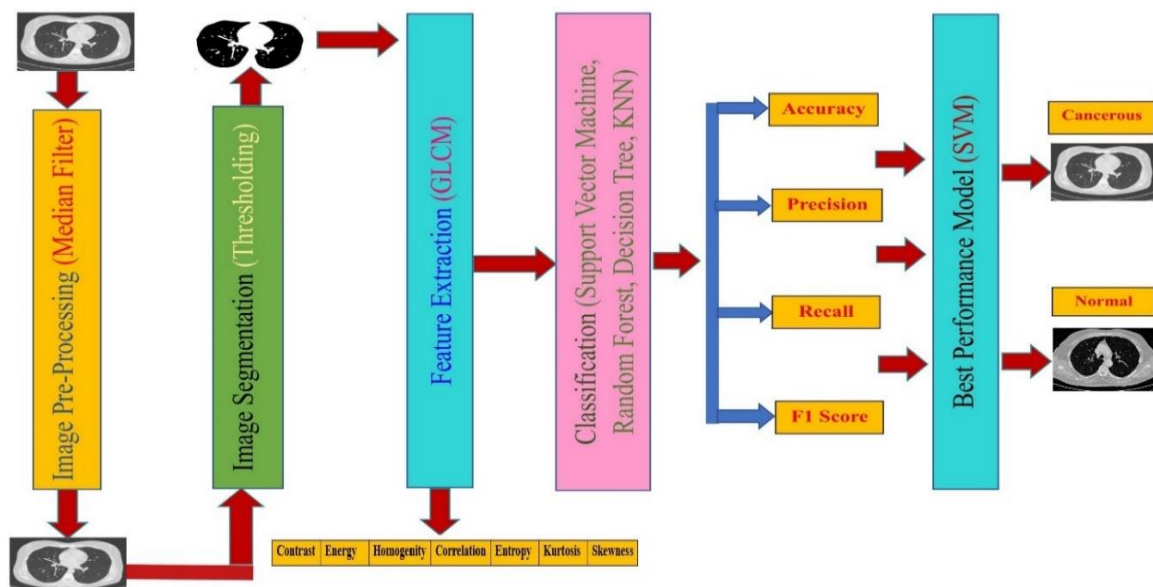 Image Pre-Processing (Median Filter)
Image Segmentation (Thresholding)
Feature Extraction (GLCM)
Contrast Energy Homogenity Correlation Entropy Kurtosis Skewness
Classification (Support Vector Machine,
Random Forest, Decision Tree, KNN)
Accuracy
Precision
Recall
F1 Score
Best Performance Model (SVM)
Cancerous
Normal